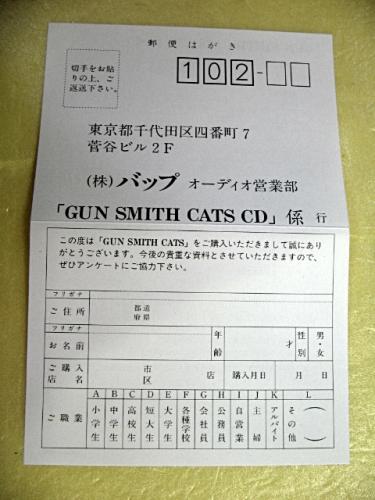 郵便はがき
切手をお貼
りの上、ご
返送下さい。
102-
東京都千代田区四番町7
菅谷ビル2F
(株)バップ オーディオ営業部
「GUN SMITH CATS CD」係 行
この度は「GUN SMITH CATS」をご購入いただきまして誠にあり
がとうございます。今後の貴重な資料とさせていただきますので、
ぜひアンケートにご協力下さい。
フリガナ
ご住所 都道府県
フリガナ
お名前 年齢 才 性別 男・女
ご購入店名 市区 店 購入月日 月 日
ご職業
A 小学生
B 中学生
C 高校生
D 短大生
E 大学生
F 各種学校
G 会社員
H 公務員
I 自営業
J 主婦
K アルバイト
L その他( )